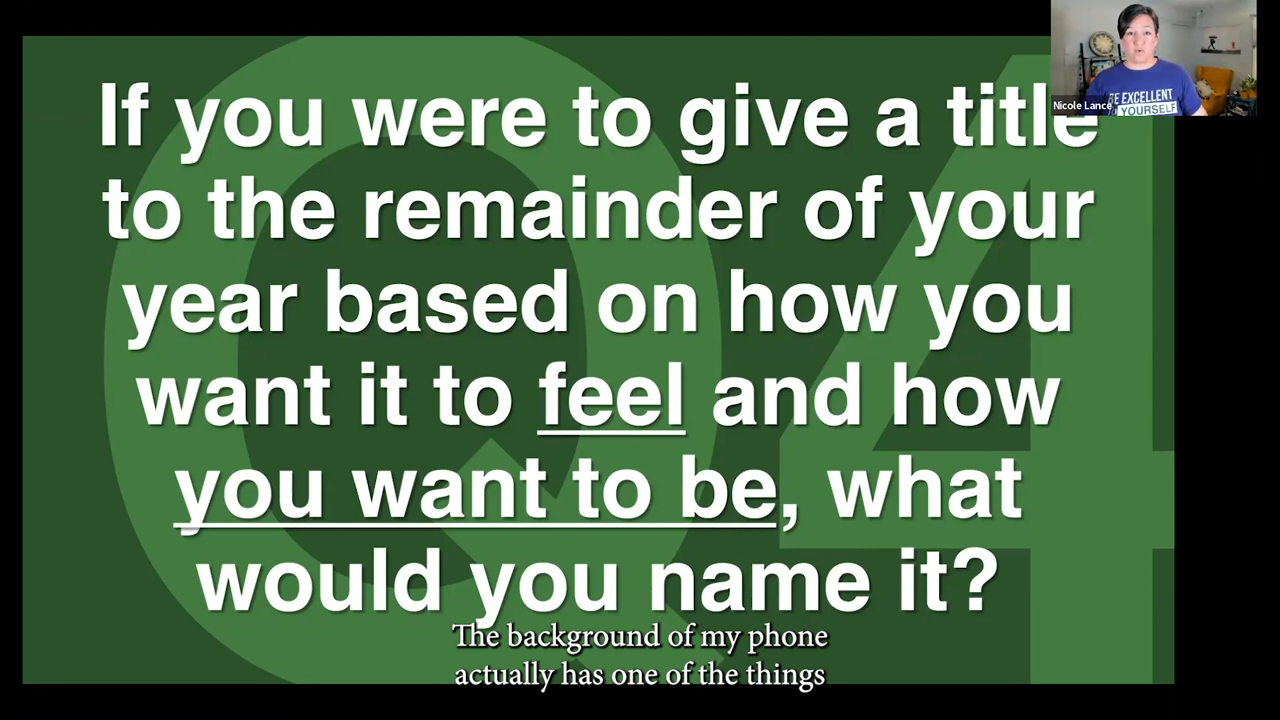 If you were to give a title
to the remainder of your
year based on how you
want it to feel and how
you want to be, what
would you name it?
Q4
Nicole Lance
BE EXCELLENT
YOURSELF
The background of my phone
actually has one of the things